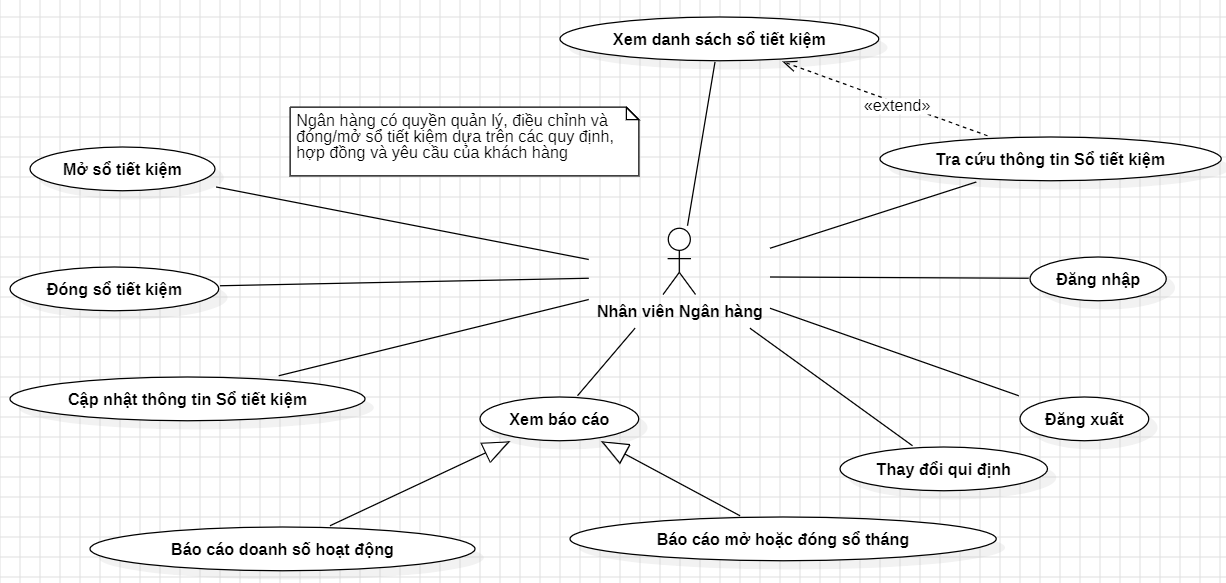 Xem danh sách sổ tiết kiệm
«extend»
Ngân hàng có quyền quản lý, điều chỉnh và
đóng/mở sổ tiết kiệm dựa trên các quy định,
hợp đồng và yêu cầu của khách hàng
Tra cứu thông tin Sổ tiết kiệm
Mở sổ tiết kiệm
Đăng nhập
Đóng sổ tiết kiệm
Nhân viên Ngân hàng
Cập nhật thông tin Sổ tiết kiệm
Xem báo cáo
Đăng xuất
Thay đổi qui định
Báo cáo doanh số hoạt động
Báo cáo mở hoặc đóng sổ tháng